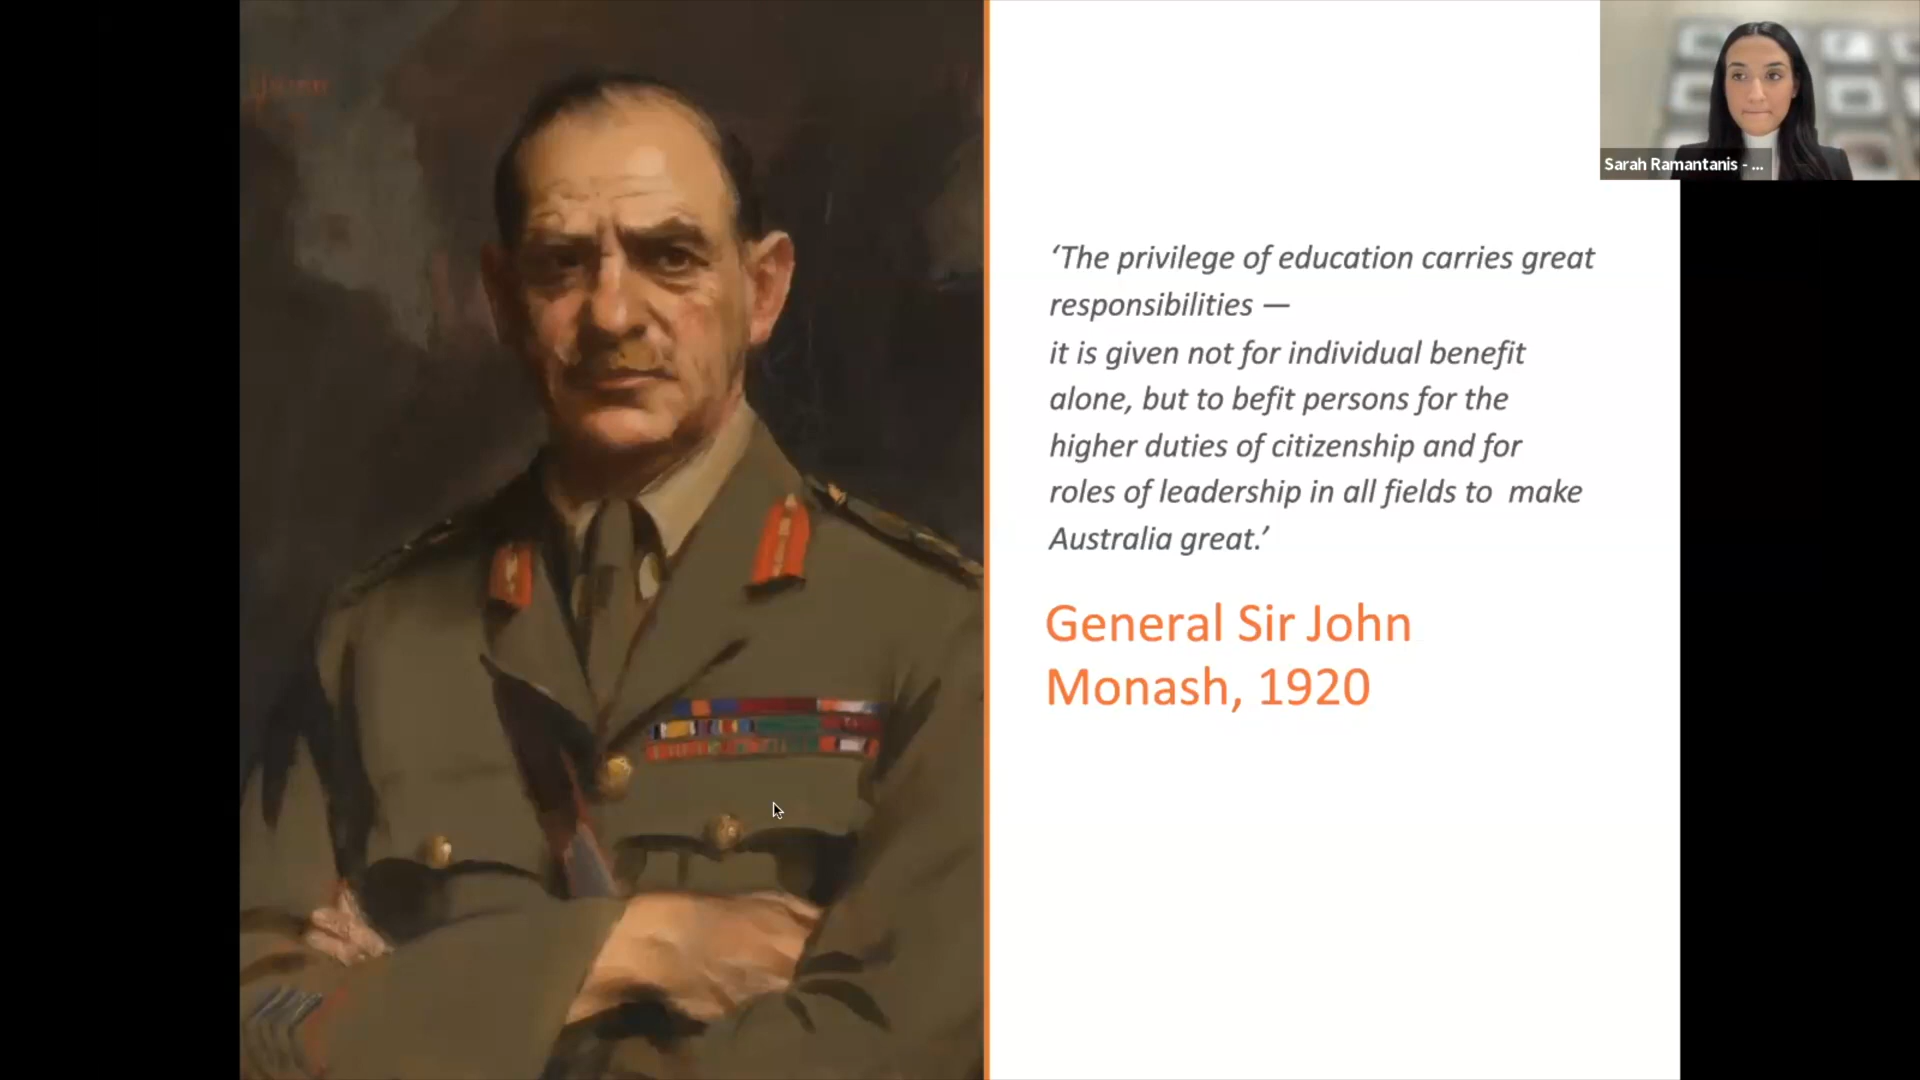 Sarah Ramantanis - ...
‘The privilege of education carries great
responsibilities —
it is given not for individual benefit
alone, but to befit persons for the
higher duties of citizenship and for
roles of leadership in all fields to  make
Australia great.’
General Sir John
Monash, 1920